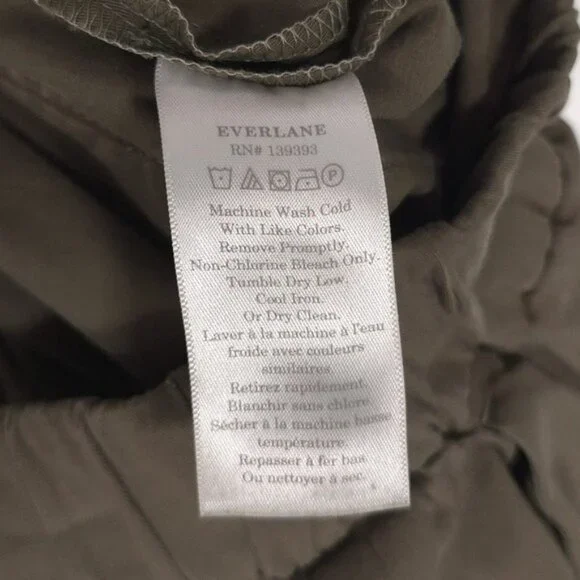 EVERLANE
RN# 139393
P
Machine Wash Cold
With Like Colors.
Remove Promptly.
Non-Chlorine Bleach Only.
Tumble Dry Low.
Cool Iron.
Or Dry Clean.
Laver à la machine à l'eau
froide avec couleurs
similaires.
Retirez rapidement.
Blanchir sans chlore.
Sécher à la machine basse
température.
Repasser à fer bas
Ou nettoyer à sec.